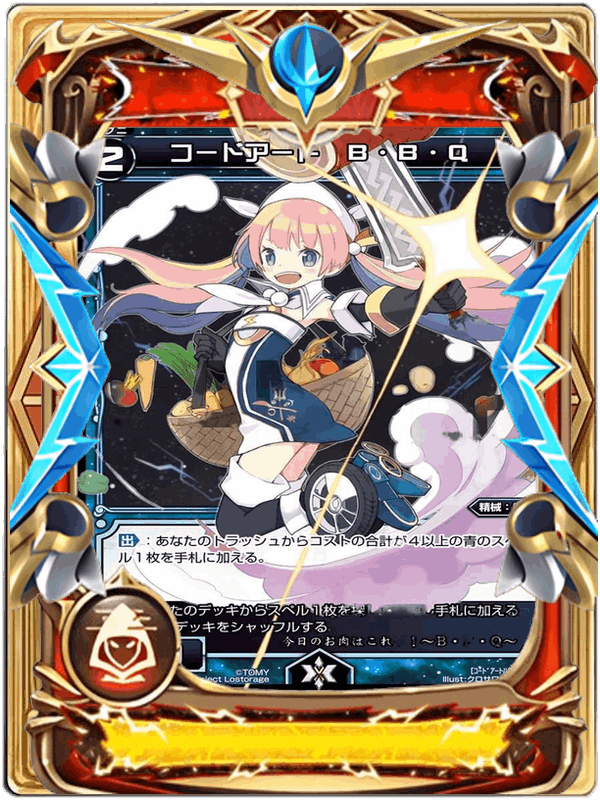 2
コードアート B・B・Q
精械：
出：あなたのトラッシュからコストの合計が４以上の青のスペ
ル１枚を手札に加える。
たのデッキからスペル１枚を探 手札に加える
デッキをシャッフルする
今日のお肉はこれ ！～B・ ・Q～
©TOMY
ject Lostorage
Illust:クロサワ